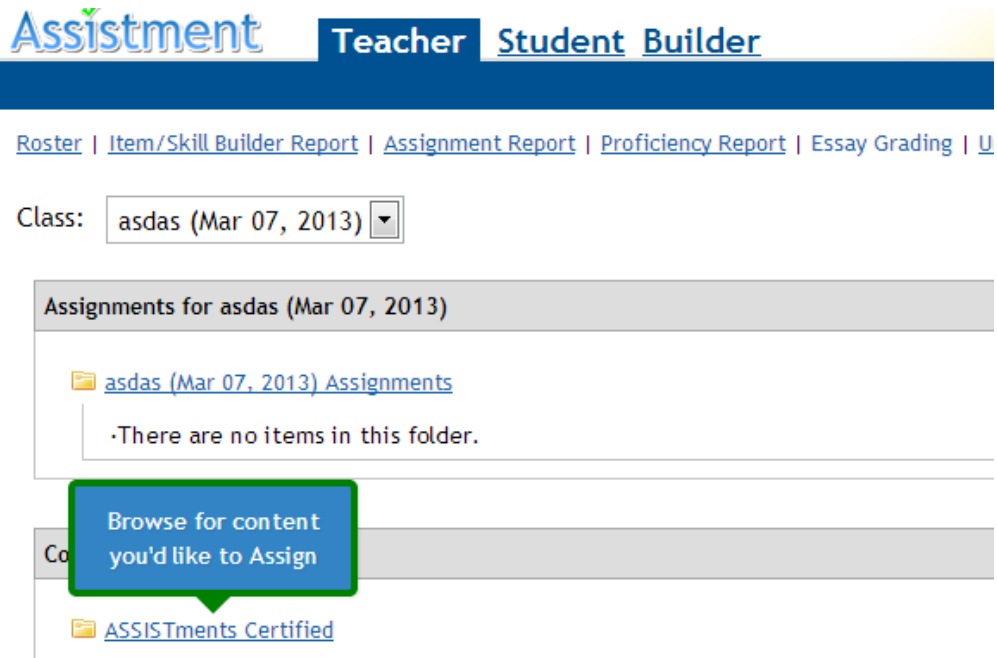 Assistment Teacher Student Builder
Roster | Item/Skill Builder Report | Assignment Report | Proficiency Report | Essay Grading |
Class: asdas (Mar 07, 2013)
Assignments for asdas (Mar 07, 2013)
asdas (Mar 07, 2013) Assignments
·There are no items in this folder.
Browse for content
you'd like to Assign
ASSISTments Certified